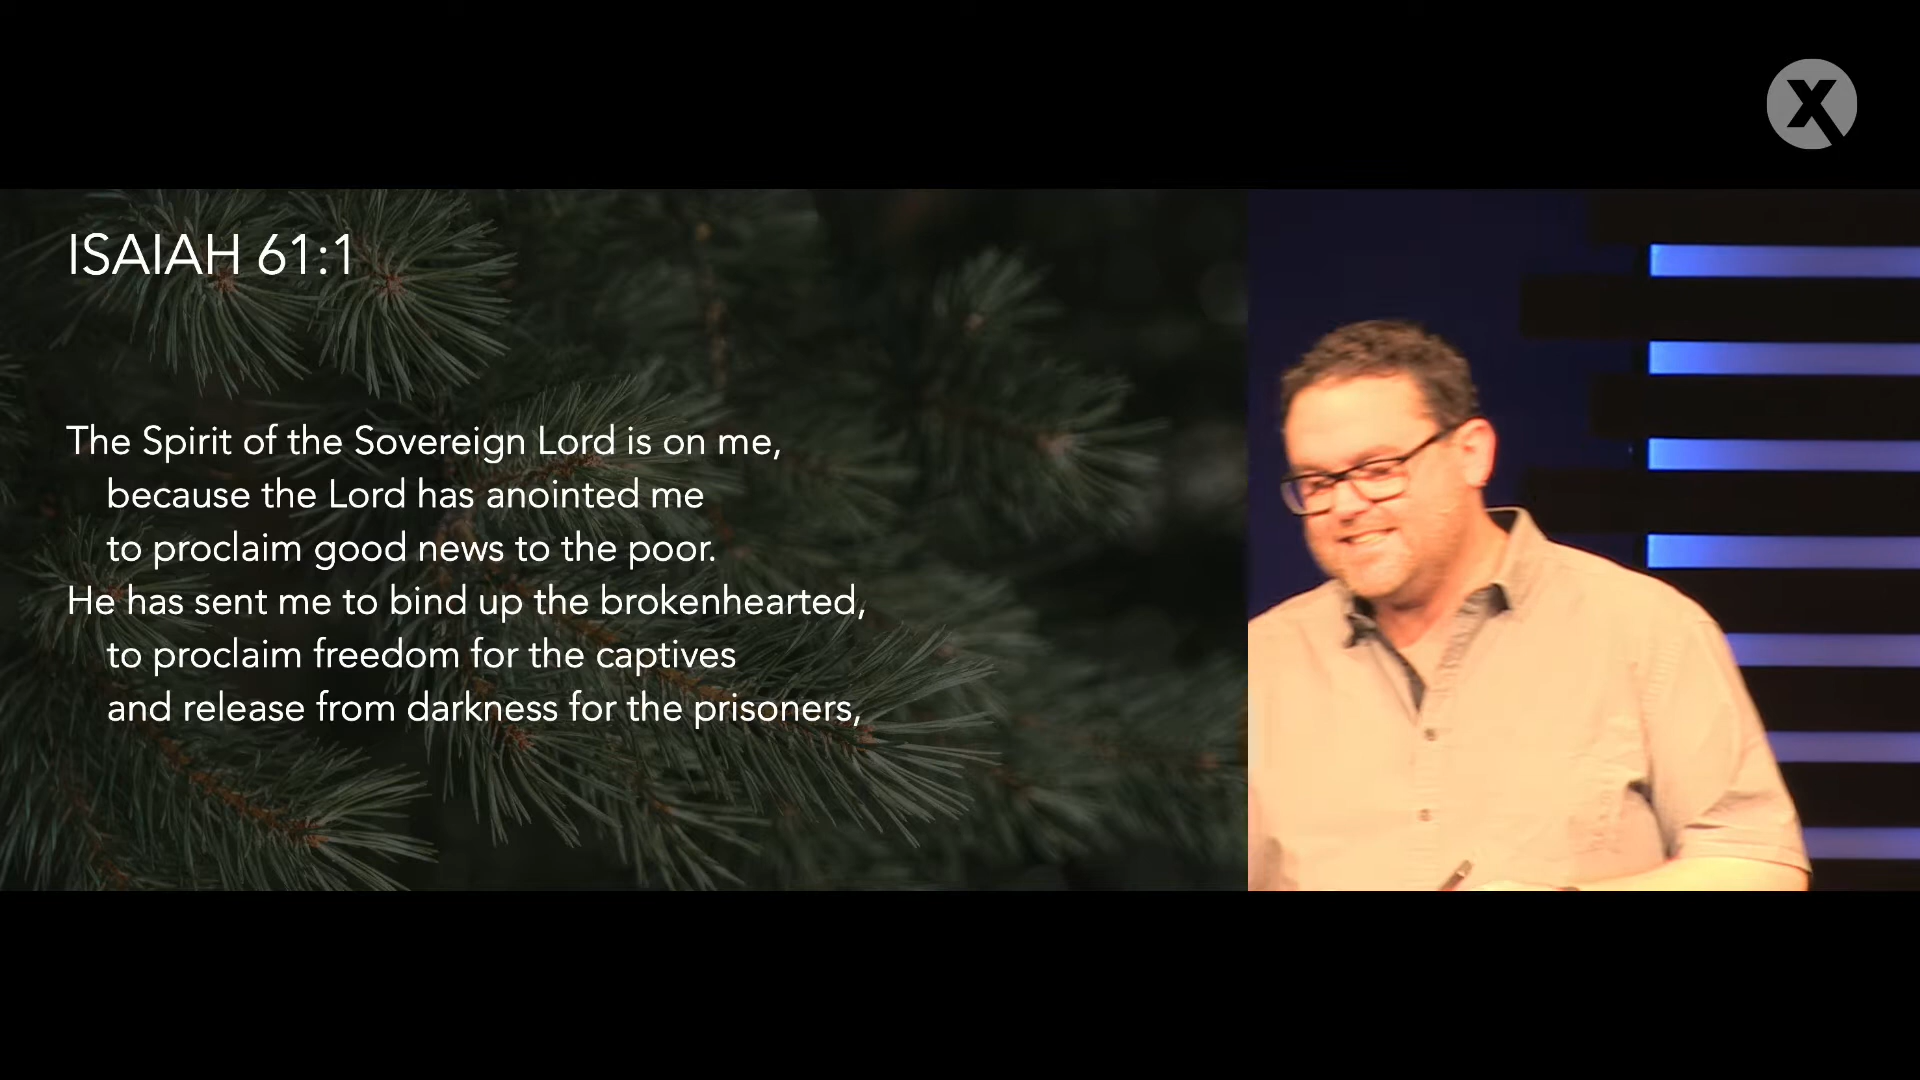 X
ISAIAH 61:1
The Spirit of the Sovereign Lord is on me,
because the Lord has anointed me
to proclaim good news to the poor.
He has sent me to bind up the brokenhearted,
to proclaim freedom for the captives
and release from darkness for the prisoners,